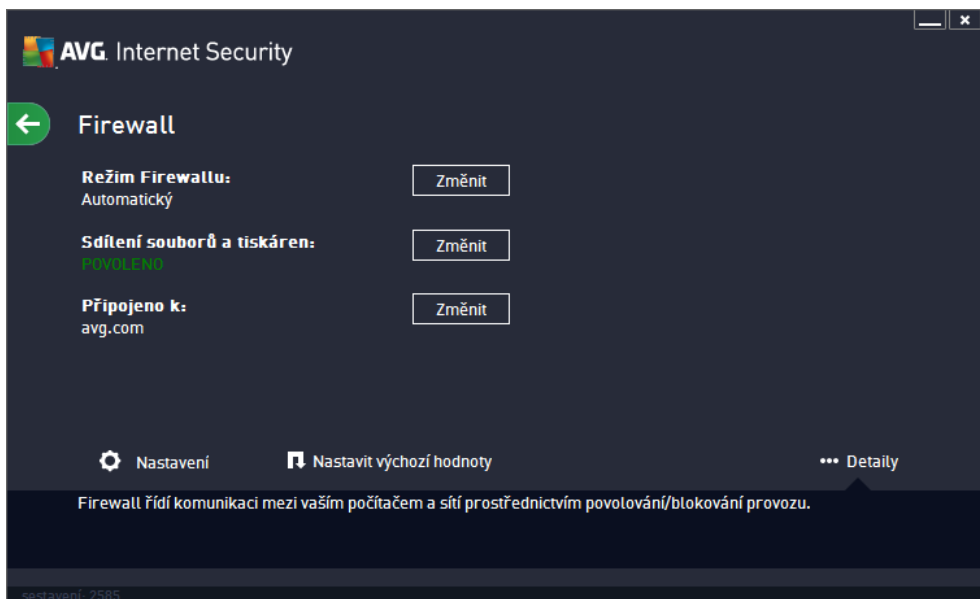 AVG. Internet Security
Firewall
Režim Firewallu:
Změnit
Automatický
Sdílení souborů a tiskáren:
Změnit
POVOLENO
Připojeno k:
Změnit
avg.com
Nastavení
Nastavit výchozí hodnoty
Detaily
Firewall řídí komunikaci mezi vaším počítačem a sítí prostřednictvím povolování/blokování provozu.
sestavení: 2585